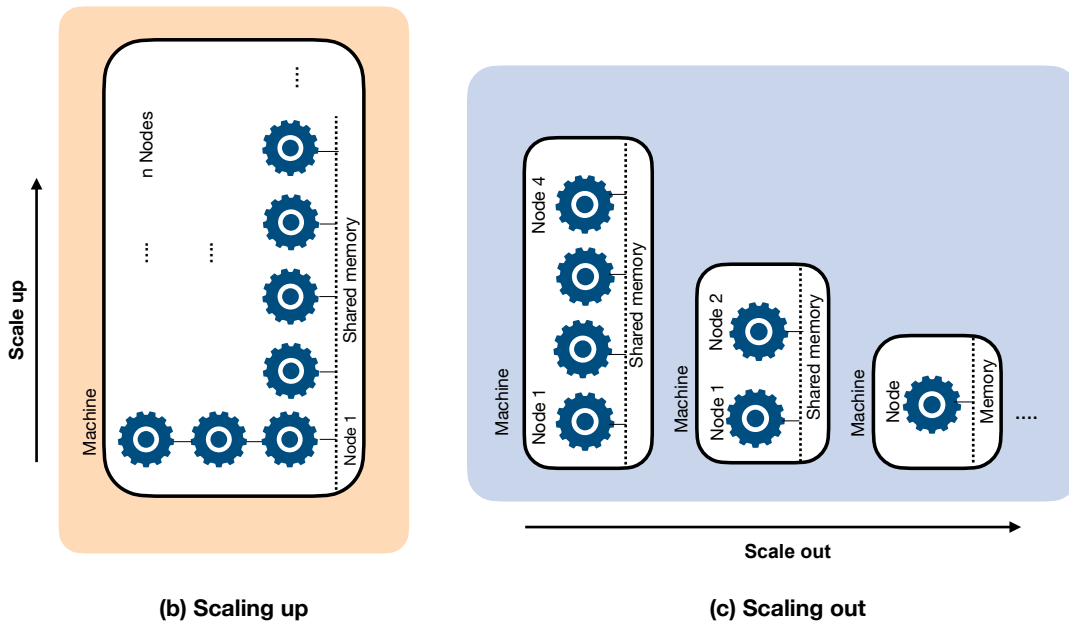 Scale up
Machine
n Nodes
....
....
....
Node 1
Shared memory
(b) Scaling up
Machine
Node 1
Node 4
Shared memory
Machine
Node 1
Node 2
Shared memory
Machine
Node
Memory
....
Scale out
(c) Scaling out